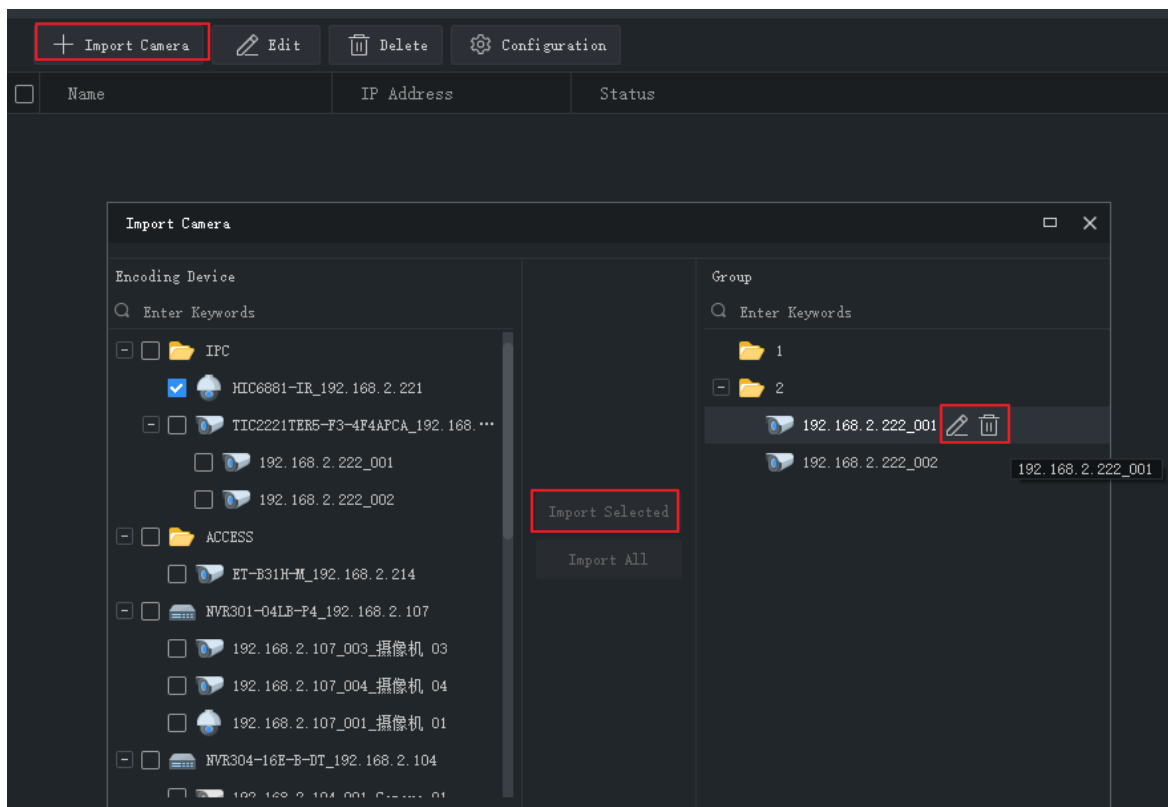 Import Camera Edit Delete Configuration
Name IP Address Status
Import Camera
Encoding Device
Enter Keywords
IPC
HIC6881-IR_192.168.2.221
TIC2221TER5-F3-4F4APCA_192.168.···
192.168.2.222_001
192.168.2.222_002
ACCESS
ET-B31H-M_192.168.2.214
NVR301-04LB-P4_192.168.2.107
192.168.2.107_003_摄像机 03
192.168.2.107_004_摄像机 04
192.168.2.107_001_摄像机 01
NVR304-16E-B-DT_192.168.2.104
192.168.2.104_001_Camera 01
Import Selected
Import All
Group
Enter Keywords
1
2
192.168.2.222_001
192.168.2.222_002
192.168.2.222_001